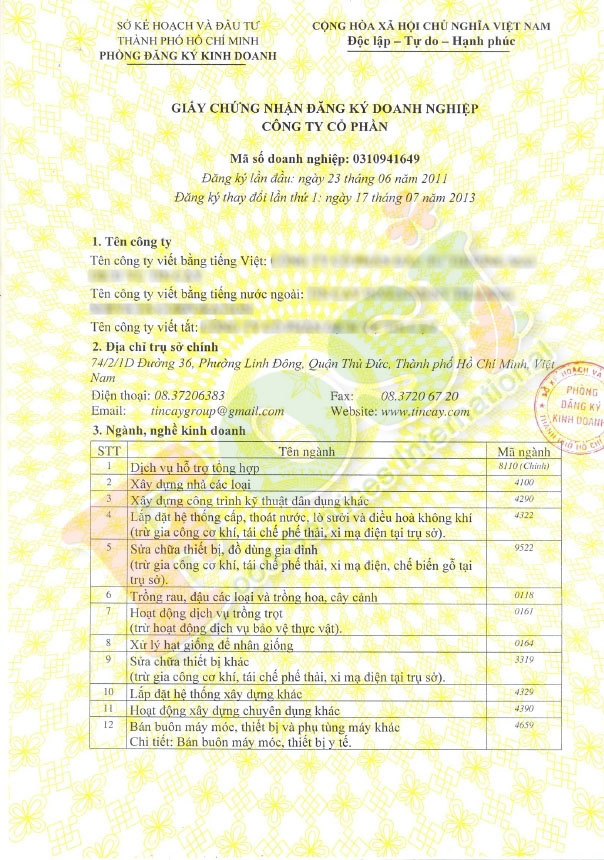 SỞ KẾ HOẠCH VÀ ĐẦU TƯ
THÀNH PHỐ HỒ CHÍ MINH
PHÒNG ĐĂNG KÝ KINH DOANH
CỘNG HÒA XÃ HỘI CHỦ NGHĨA VIỆT NAM
Độc lập – Tự do – Hạnh phúc
GIẤY CHỨNG NHẬN ĐĂNG KÝ DOANH NGHIỆP
CÔNG TY CỔ PHẦN
Mã số doanh nghiệp: 0310941649
Đăng ký lần đầu: ngày 23 tháng 06 năm 2011
Đăng ký thay đổi lần thứ 1: ngày 17 tháng 07 năm 2013
1. Tên công ty
Tên công ty viết bằng tiếng Việt:
Tên công ty viết bằng tiếng nước ngoài:
Tên công ty viết tắt:
2. Địa chỉ trụ sở chính
74/2/1D Đường 36, Phường Linh Đông, Quận Thủ Đức, Thành phố Hồ Chí Minh, Việt
Nam
Điện thoại: 08.37206383 Fax: 08.3720 67 20
Email: tincaygroup@gmail.com Website: www.tincay.com
3. Ngành, nghề kinh doanh
STT Tên ngành Mã ngành
1 Dịch vụ hỗ trợ tổng hợp 8110 (Chính)
2 Xây dựng nhà các loại 4100
3 Xây dựng công trình kỹ thuật dân dụng khác 4290
4 Lắp đặt hệ thống cấp, thoát nước, lò sưởi và điều hoà không khí 4322
(trừ gia công cơ khí, tái chế phế thải, xi mạ điện tại trụ sở).
5 Sửa chữa thiết bị, đồ dùng gia đình 9522
(trừ gia công cơ khí, tái chế phế thải, xi mạ điện, chế biến gỗ tại
trụ sở).
6 Trồng rau, đậu các loại và trồng hoa, cây cảnh 0118
7 Hoạt động dịch vụ trồng trọt 0161
(trừ hoạt động dịch vụ bảo vệ thực vật).
8 Xử lý hạt giống để nhân giống 0164
9 Sửa chữa thiết bị khác 3319
(trừ gia công cơ khí, tái chế phế thải, xi mạ điện tại trụ sở).
10 Lắp đặt hệ thống xây dựng khác 4329
11 Hoạt động xây dựng chuyên dụng khác 4390
12 Bán buôn máy móc, thiết bị và phụ tùng máy khác 4659
Chi tiết: Bán buôn máy móc, thiết bị y tế.
PHÒNG
ĐĂNG KÝ
KINH DOANH